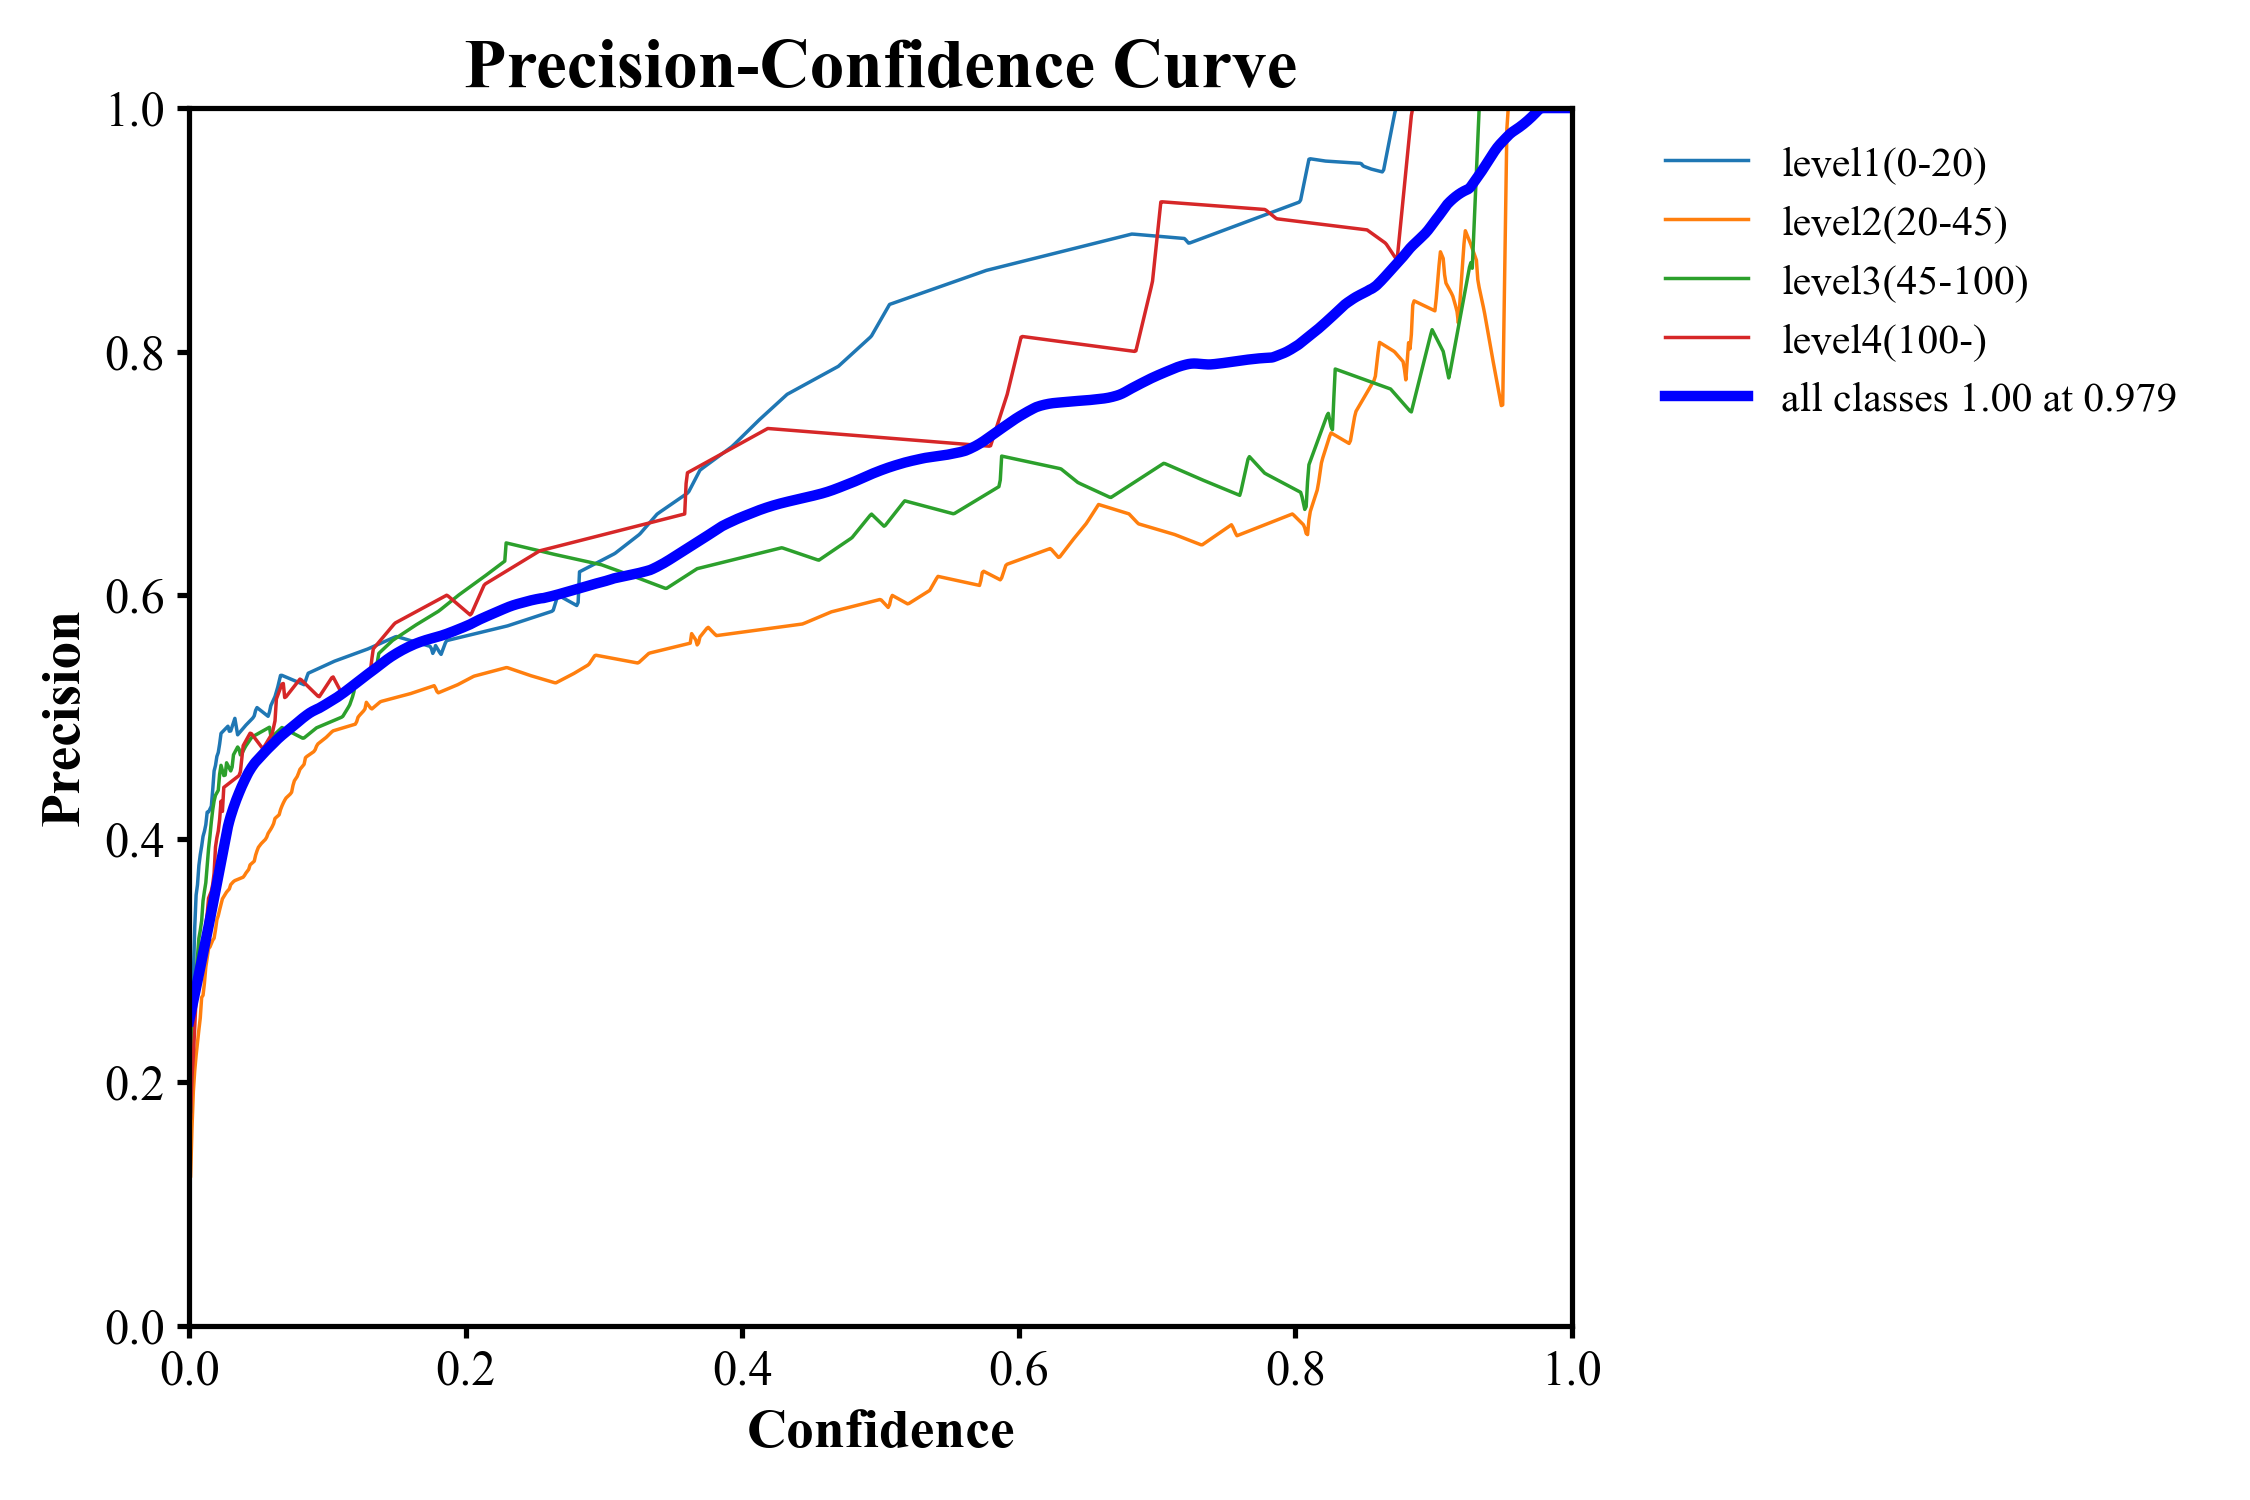 Precision-Confidence Curve
1.0
0.8
0.6
0.4
0.2
0.0
Precision
0.0 0.2 0.4 0.6 0.8 1.0
Confidence
level1(0-20)
level2(20-45)
level3(45-100)
level4(100-)
all classes 1.00 at 0.979